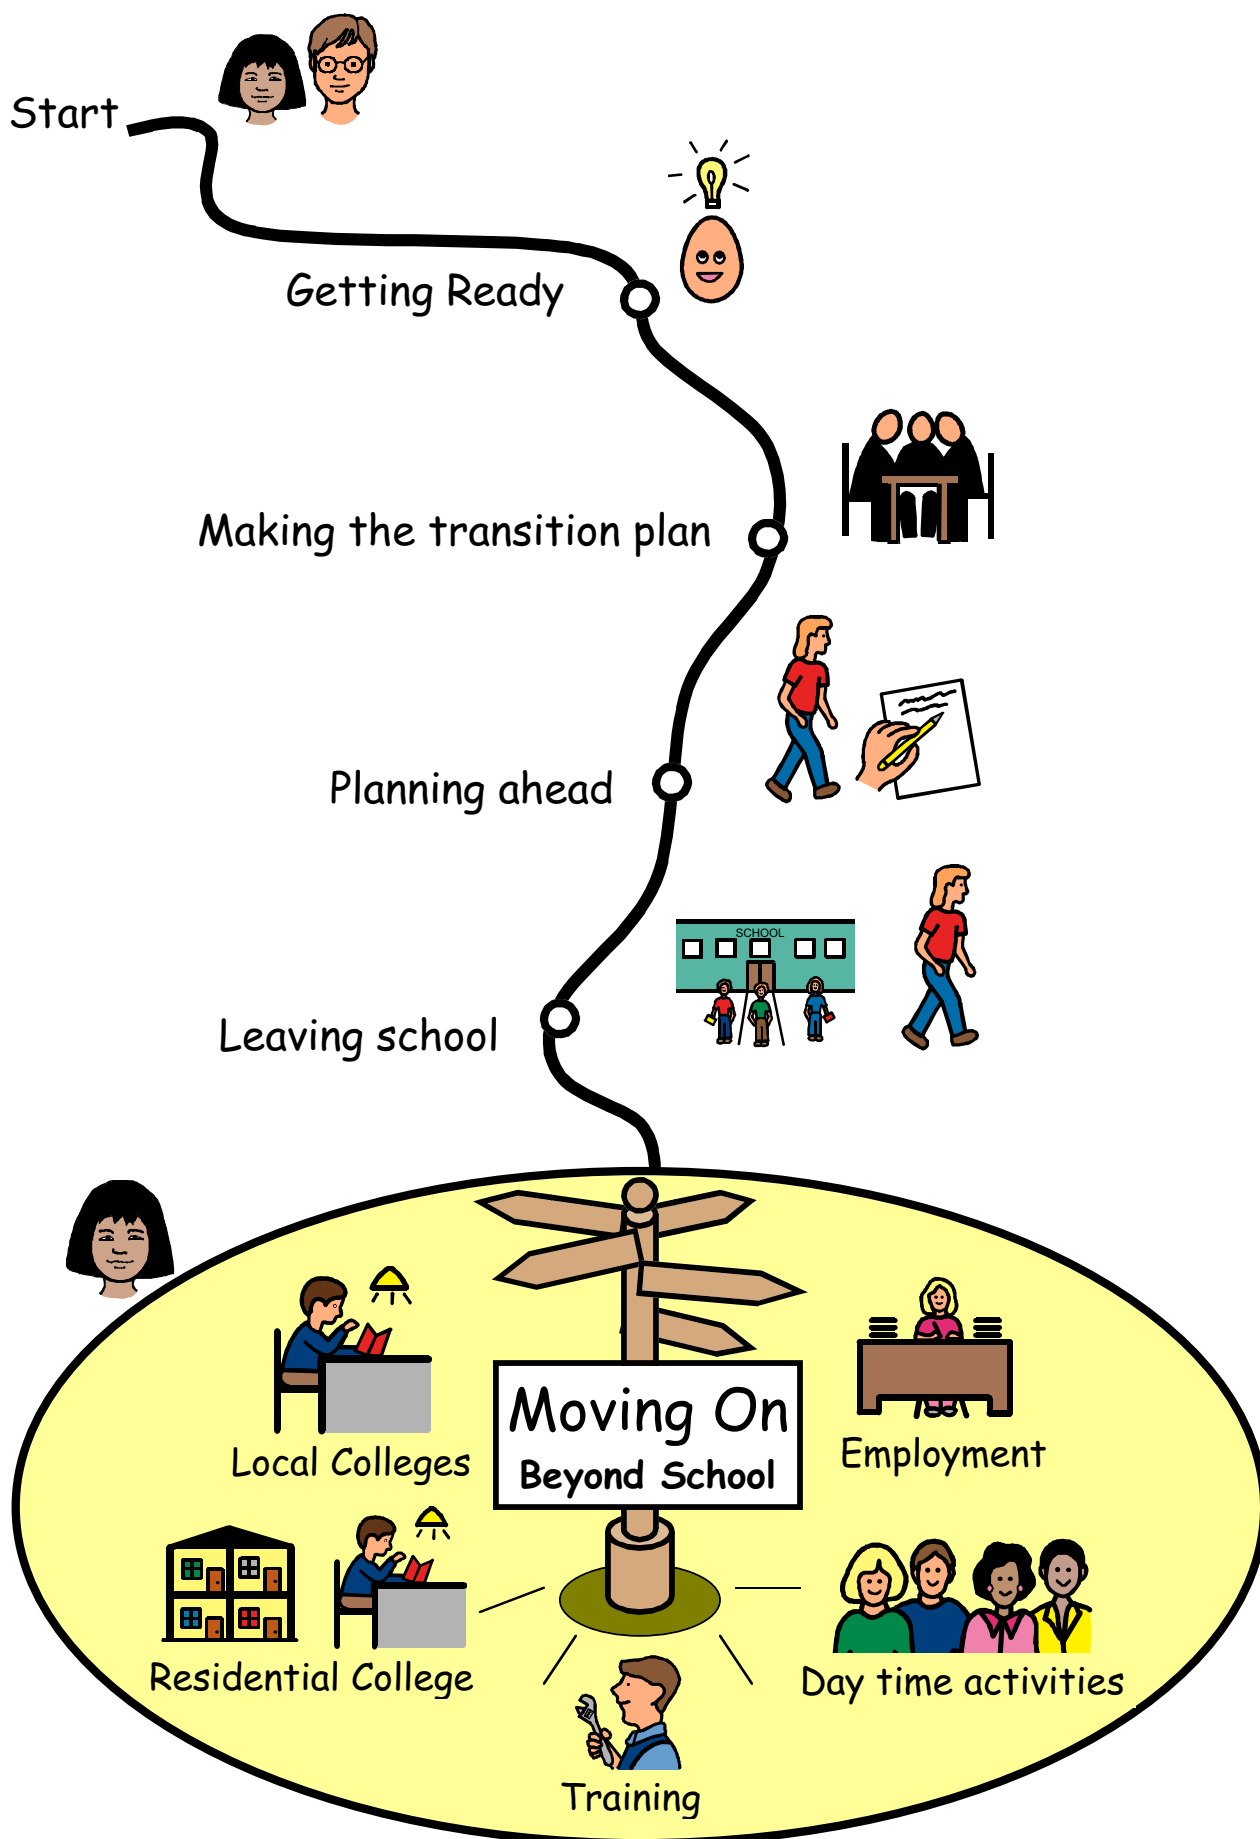 Start
Getting Ready
Making the transition plan
Planning ahead
SCHOOL
Leaving school
Moving On
Beyond School
Local Colleges
Employment
Residential College
Day time activities
Training